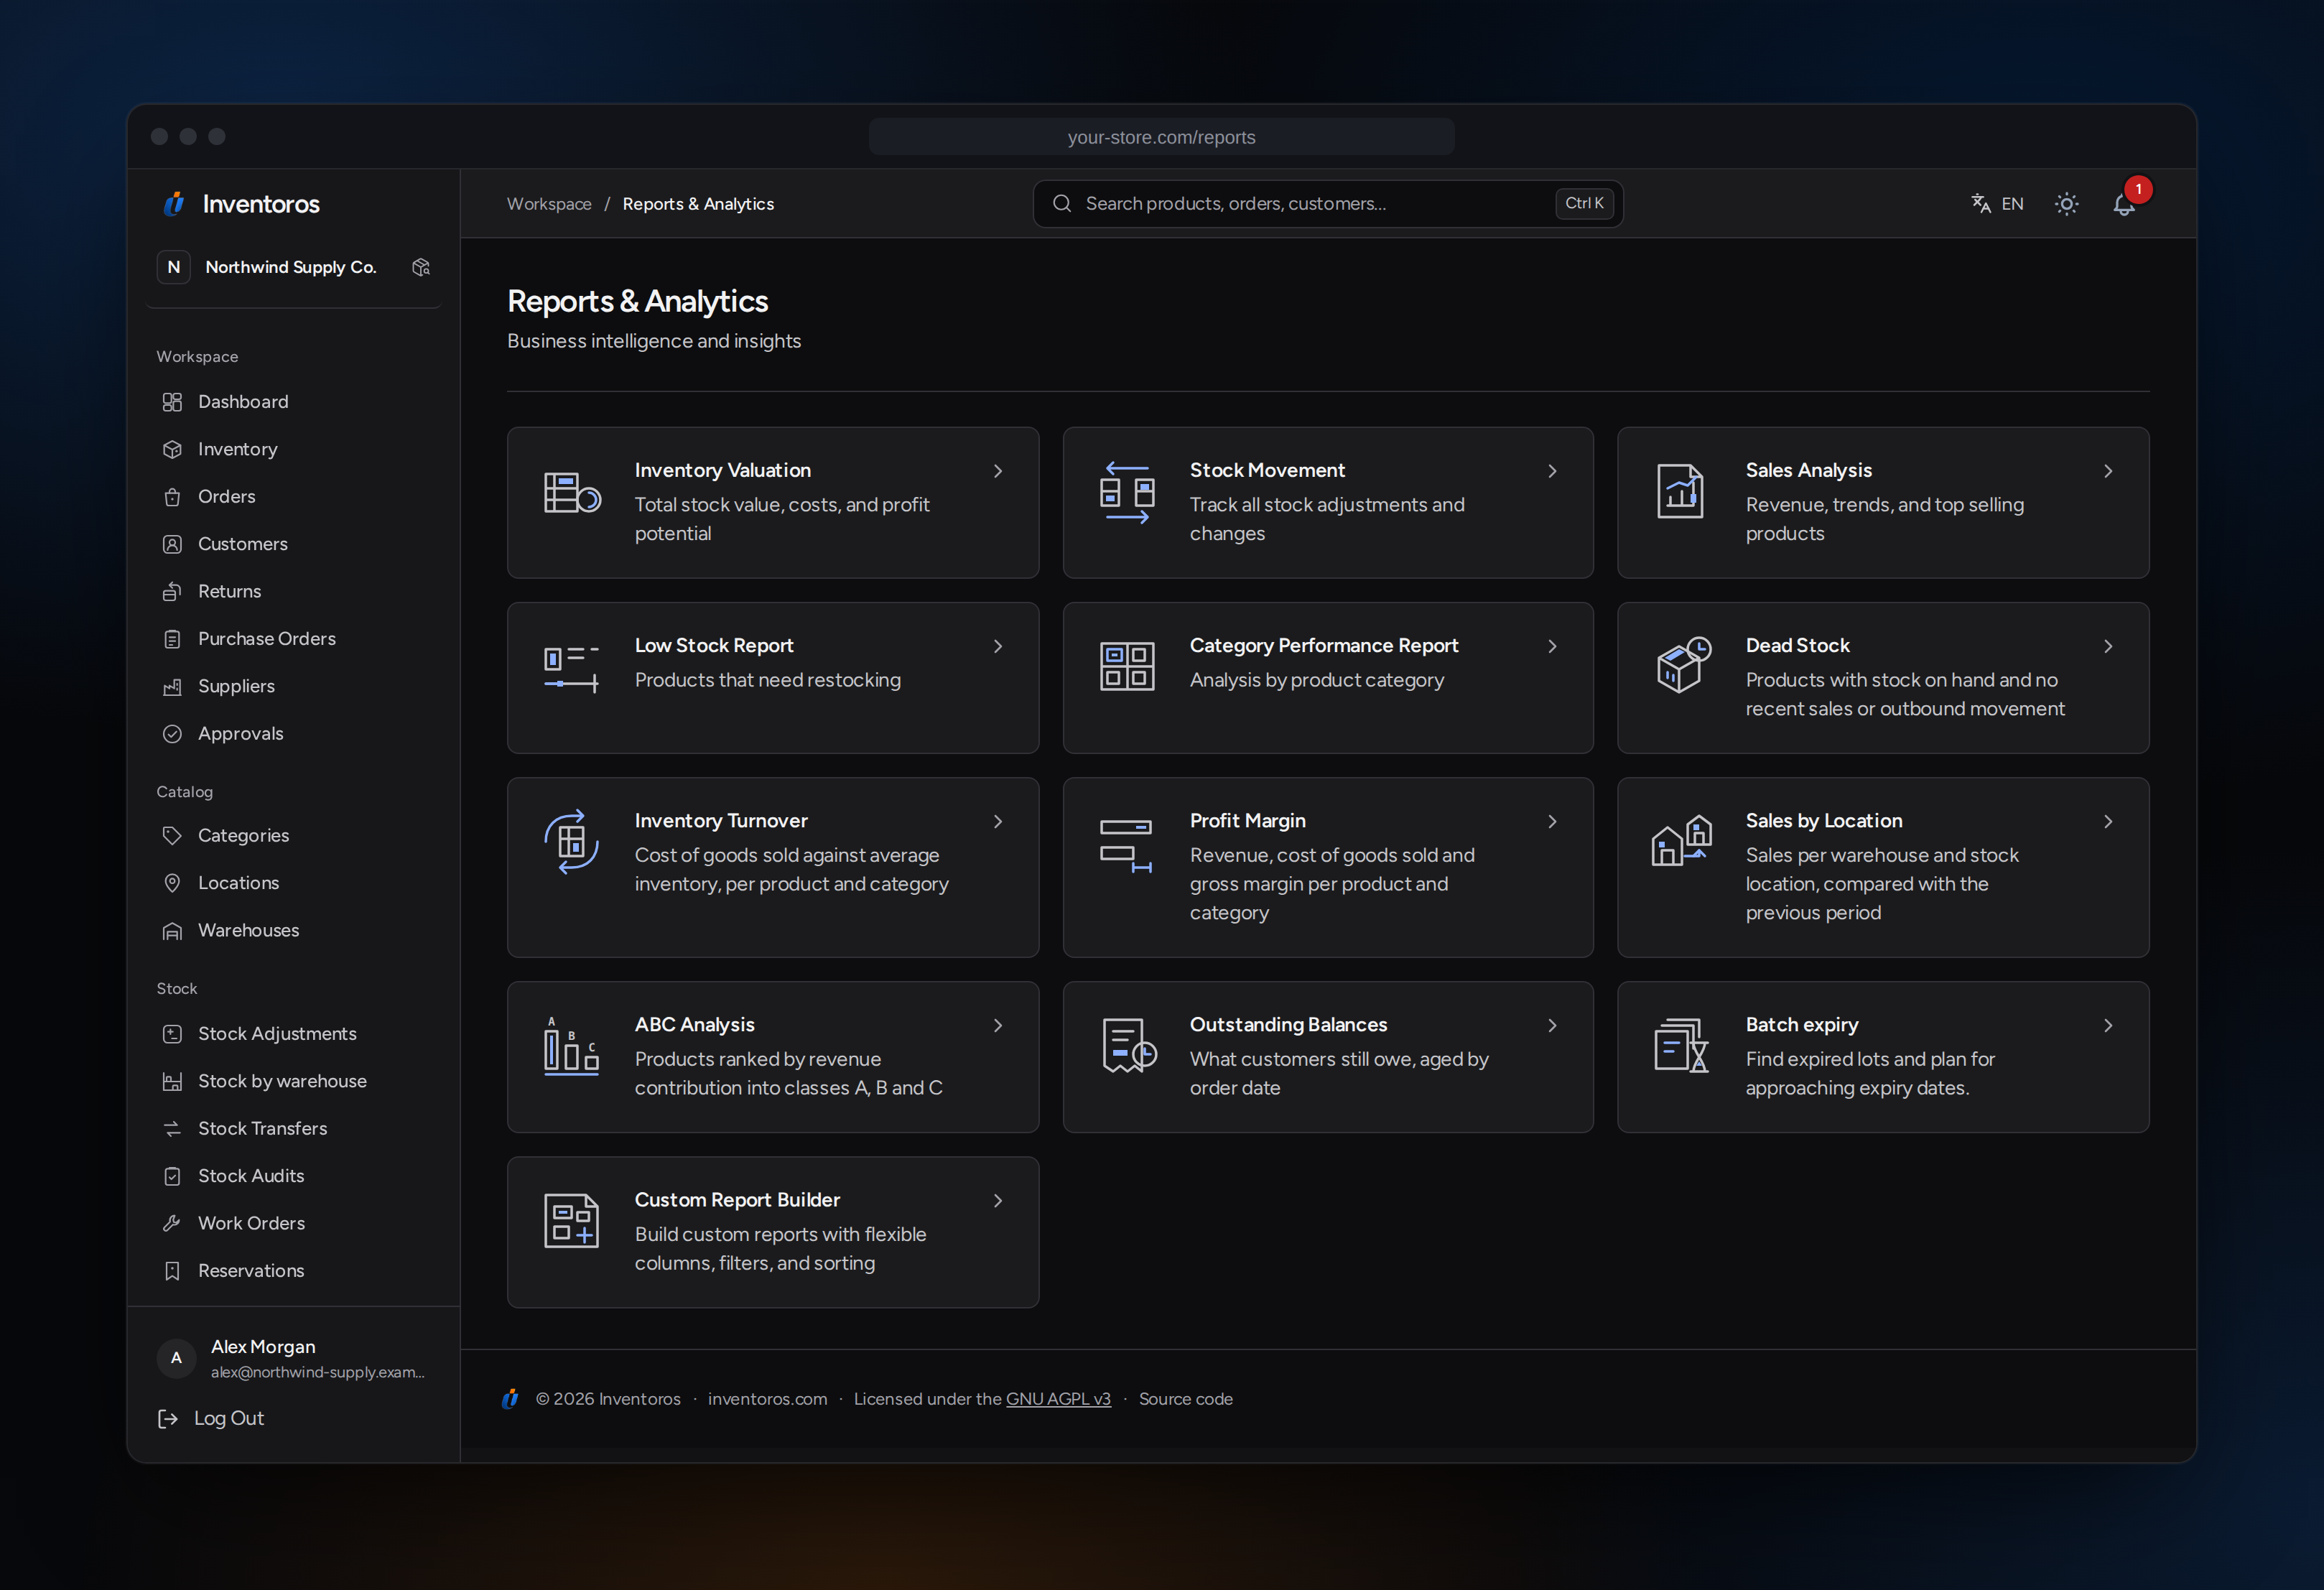 your-store.com/reports
Inventoros
N Northwind Supply Co.
Workspace
Dashboard
Inventory
Orders
Customers
Returns
Purchase Orders
Suppliers
Approvals
Catalog
Categories
Locations
Warehouses
Stock
Stock Adjustments
Stock by warehouse
Stock Transfers
Stock Audits
Work Orders
Reservations
A Alex Morgan
alex@northwind-supply.exam...
Log Out
Workspace / Reports & Analytics
Search products, orders, customers... Ctrl K
EN
1
Reports & Analytics
Business intelligence and insights
Inventory Valuation
Total stock value, costs, and profit
potential
Stock Movement
Track all stock adjustments and
changes
Sales Analysis
Revenue, trends, and top selling
products
Low Stock Report
Products that need restocking
Category Performance Report
Analysis by product category
Dead Stock
Products with stock on hand and no
recent sales or outbound movement
Inventory Turnover
Cost of goods sold against average
inventory, per product and category
Profit Margin
Revenue, cost of goods sold and
gross margin per product and
category
Sales by Location
Sales per warehouse and stock
location, compared with the
previous period
A B C
ABC Analysis
Products ranked by revenue
contribution into classes A, B and C
Outstanding Balances
What customers still owe, aged by
order date
Batch expiry
Find expired lots and plan for
approaching expiry dates.
Custom Report Builder
Build custom reports with flexible
columns, filters, and sorting
© 2026 Inventoros · inventoros.com · Licensed under the GNU AGPL v3 · Source code